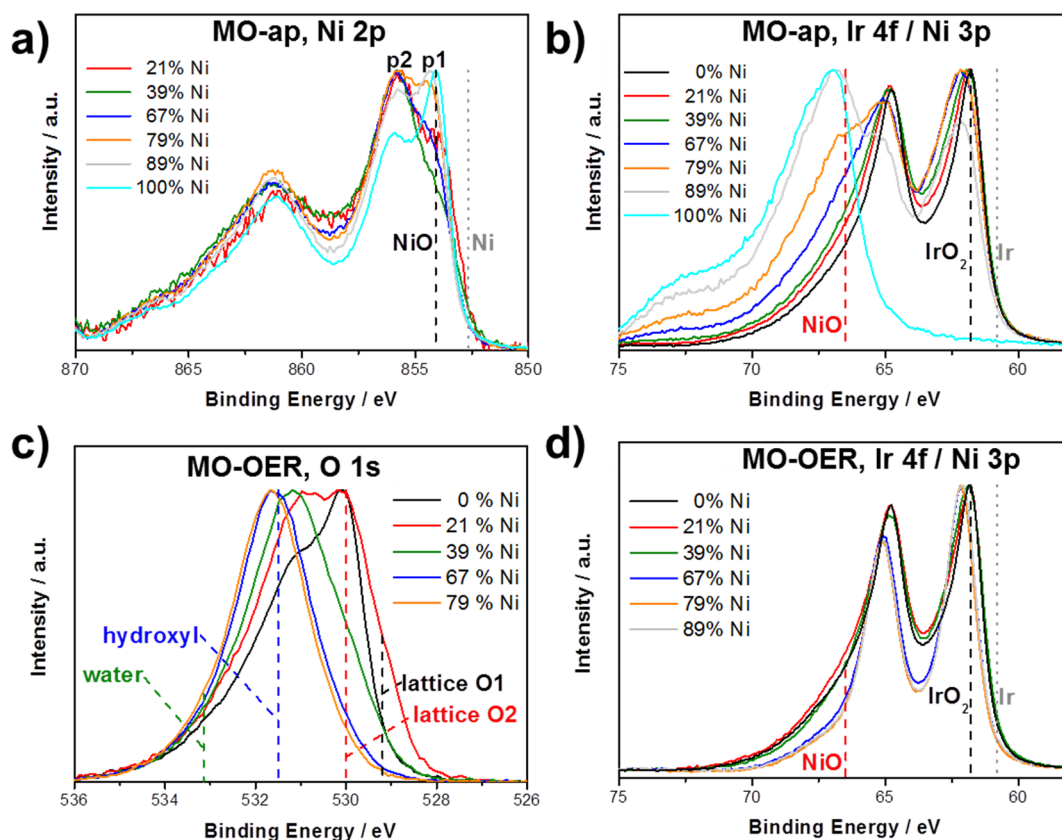 a)
MO-ap, Ni 2p
21% Ni
39% Ni
67% Ni
79% Ni
89% Ni
100% Ni
p2 p1
NiO
Ni
Intensity / a.u.
870 865 860 855 850
Binding Energy / eV
b)
MO-ap, Ir 4f / Ni 3p
0% Ni
21% Ni
39% Ni
67% Ni
79% Ni
89% Ni
100% Ni
NiO
IrO₂
Ir
Intensity / a.u.
75 70 65 60
Binding Energy / eV
c)
MO-OER, O 1s
0 % Ni
21 % Ni
39 % Ni
67 % Ni
79 % Ni
hydroxyl
water
lattice O1
lattice O2
Intensity / a.u.
536 534 532 530 528 526
Binding Energy / eV
d)
MO-OER, Ir 4f / Ni 3p
0% Ni
21% Ni
39% Ni
67% Ni
79% Ni
89% Ni
NiO
IrO₂
Ir
Intensity / a.u.
75 70 65 60
Binding Energy / eV